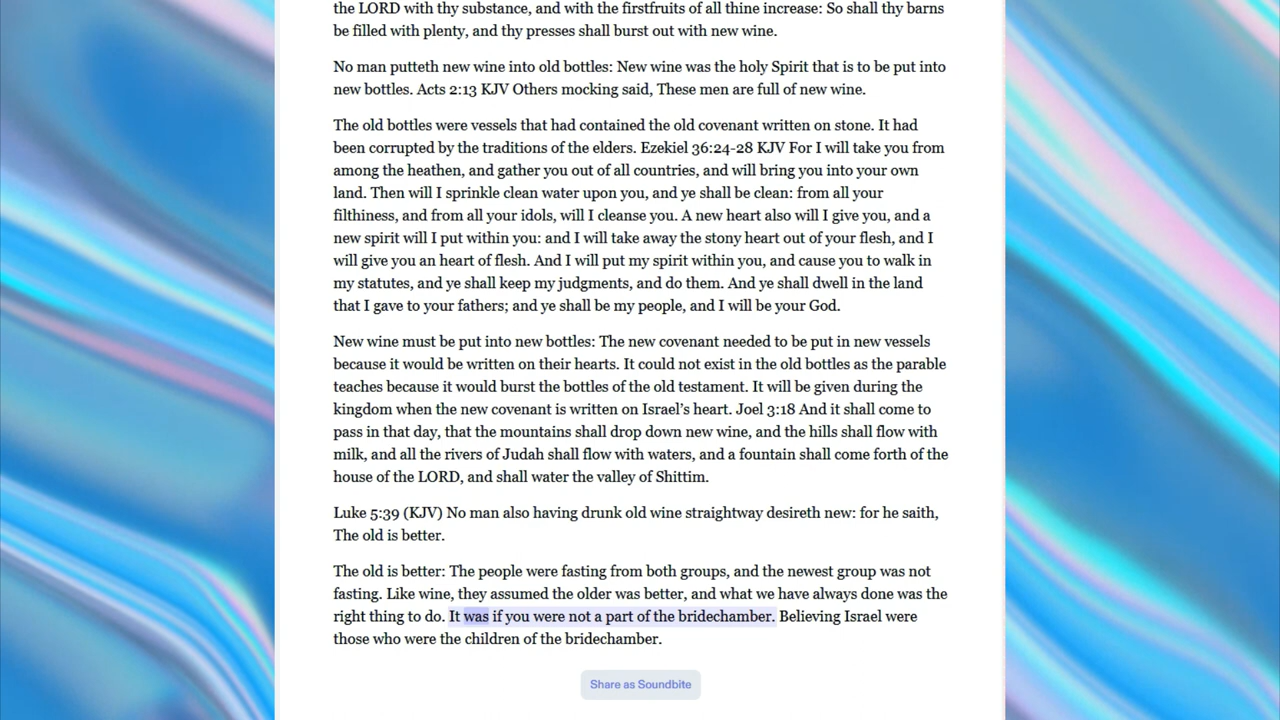 the LORD with thy substance, and with the firstfruits of all thine increase: So shall thy barns
be filled with plenty, and thy presses shall burst out with new wine.
No man putteth new wine into old bottles: New wine was the holy Spirit that is to be put into
new bottles. Acts 2:13 KJV Others mocking said, These men are full of new wine.
The old bottles were vessels that had contained the old covenant written on stone. It had
been corrupted by the traditions of the elders. Ezekiel 36:24-28 KJV For I will take you from
among the heathen, and gather you out of all countries, and will bring you into your own
land. Then will I sprinkle clean water upon you, and ye shall be clean: from all your
filthiness, and from all your idols, will I cleanse you. A new heart also will I give you, and a
new spirit will I put within you: and I will take away the stony heart out of your flesh, and I
will give you an heart of flesh. And I will put my spirit within you, and cause you to walk in
my statutes, and ye shall keep my judgments, and do them. And ye shall dwell in the land
that I gave to your fathers; and ye shall be my people, and I will be your God.
New wine must be put into new bottles: The new covenant needed to be put in new vessels
because it would be written on their hearts. It could not exist in the old bottles as the parable
teaches because it would burst the bottles of the old testament. It will be given during the
kingdom when the new covenant is written on Israel’s heart. Joel 3:18 And it shall come to
pass in that day, that the mountains shall drop down new wine, and the hills shall flow with
milk, and all the rivers of Judah shall flow with waters, and a fountain shall come forth of the
house of the LORD, and shall water the valley of Shittim.
Luke 5:39 (KJV) No man also having drunk old wine straightway desireth new: for he saith,
The old is better.
The old is better: The people were fasting from both groups, and the newest group was not
fasting. Like wine, they assumed the older was better, and what we have always done was the
right thing to do. It was if you were not a part of the bridechamber. Believing Israel were
those who were the children of the bridechamber.
Share as Soundbite